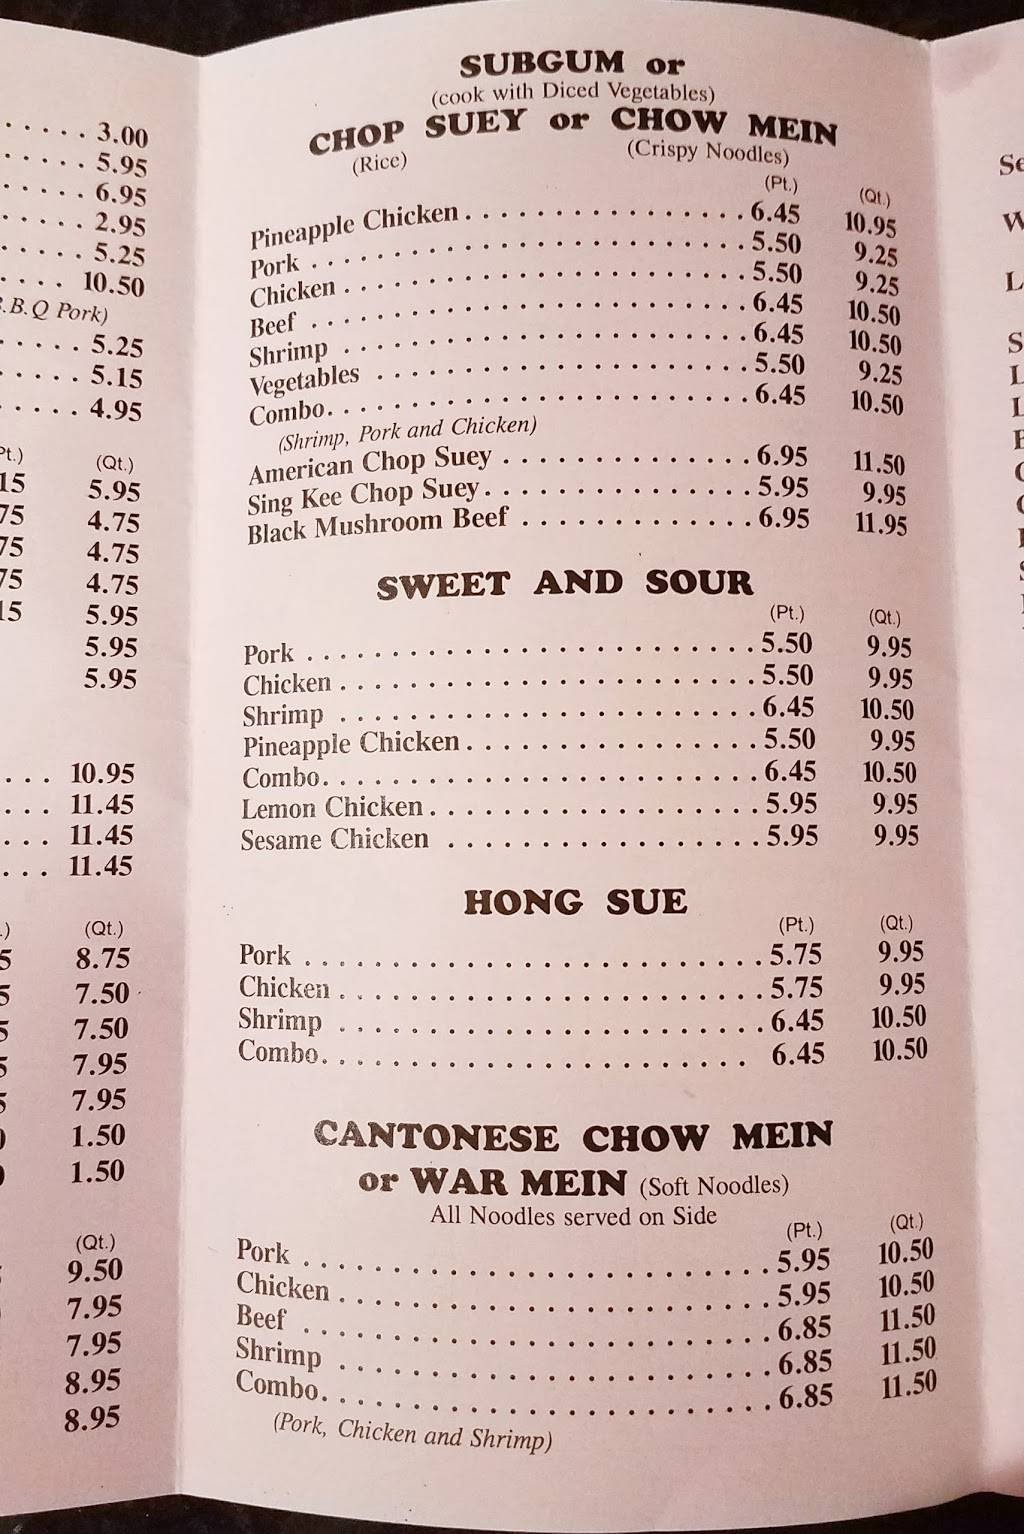 3.00
5.95
6.95
2.95
5.25
10.50
B.Q Pork)
5.25
5.15
4.95
(Qt.)
15 5.95
75 4.75
75 4.75
75 4.75
15 5.95
5.95
5.95
10.95
11.45
11.45
11.45
(Qt.)
5 8.75
5 7.50
5 7.50
5 7.95
5 7.95
0 1.50
0 1.50
(Qt.)
9.50
7.95
7.95
8.95
8.95
SUBGUM or
(cook with Diced Vegetables)
CHOP SUEY or CHOW MEIN
(Rice) (Crispy Noodles)
(Pt.) (Qt.)
Pineapple Chicken 6.45 10.95
Pork 5.50 9.25
Chicken 5.50 9.25
Beef 6.45 10.50
Shrimp 6.45 10.50
Vegetables 5.50 9.25
Combo 6.45 10.50
(Shrimp, Pork and Chicken)
American Chop Suey 6.95 11.50
Sing Kee Chop Suey 5.95 9.95
Black Mushroom Beef 6.95 11.95
SWEET AND SOUR
(Pt.) (Qt.)
Pork 5.50 9.95
Chicken 5.50 9.95
Shrimp 6.45 10.50
Pineapple Chicken 5.50 9.95
Combo 6.45 10.50
Lemon Chicken 5.95 9.95
Sesame Chicken 5.95 9.95
HONG SUE
(Pt.) (Qt.)
Pork 5.75 9.95
Chicken 5.75 9.95
Shrimp 6.45 10.50
Combo 6.45 10.50
CANTONESE CHOW MEIN
or WAR MEIN (Soft Noodles)
All Noodles served on Side
(Pt.) (Qt.)
Pork 5.95 10.50
Chicken 5.95 10.50
Beef 6.85 11.50
Shrimp 6.85 11.50
Combo 6.85 11.50
(Pork, Chicken and Shrimp)